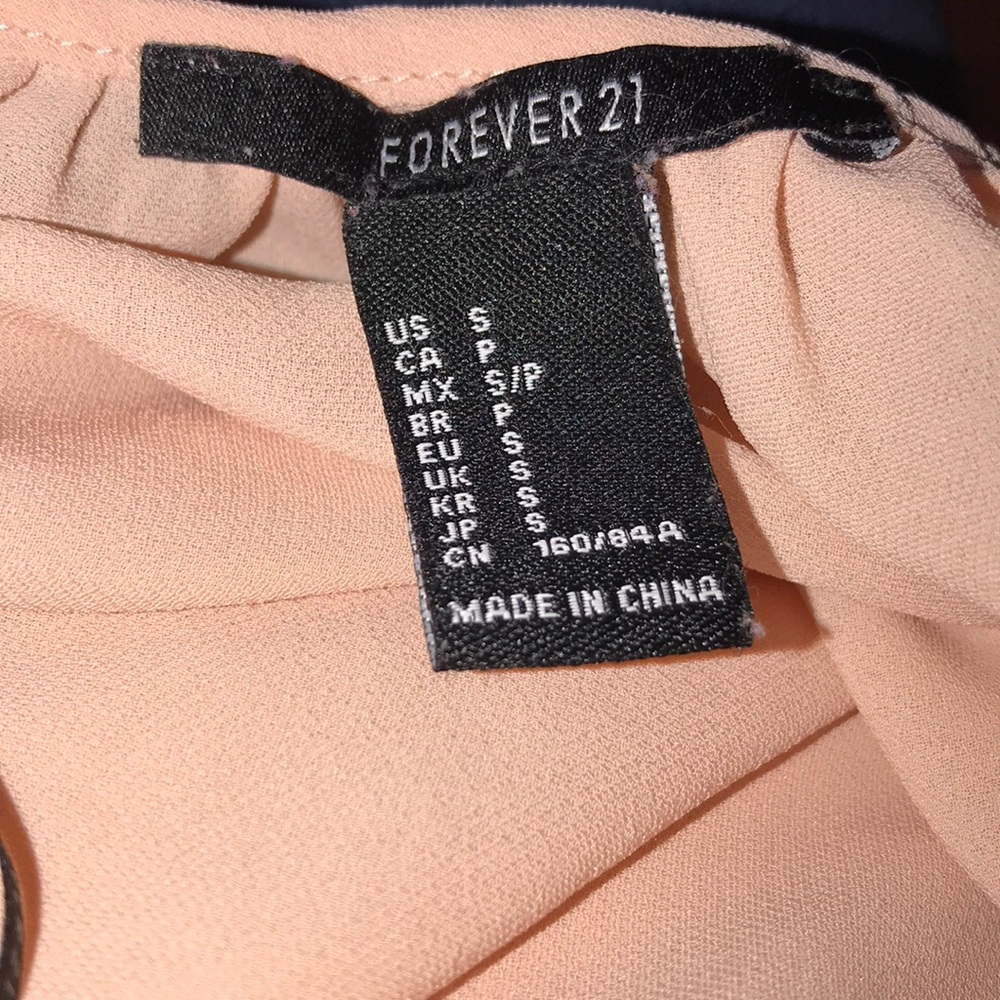 FOREVER 21
US S
CA P
MX S/P
BR P
EU S
UK S
KR S
JP S
CN 160/84A
MADE IN CHINA